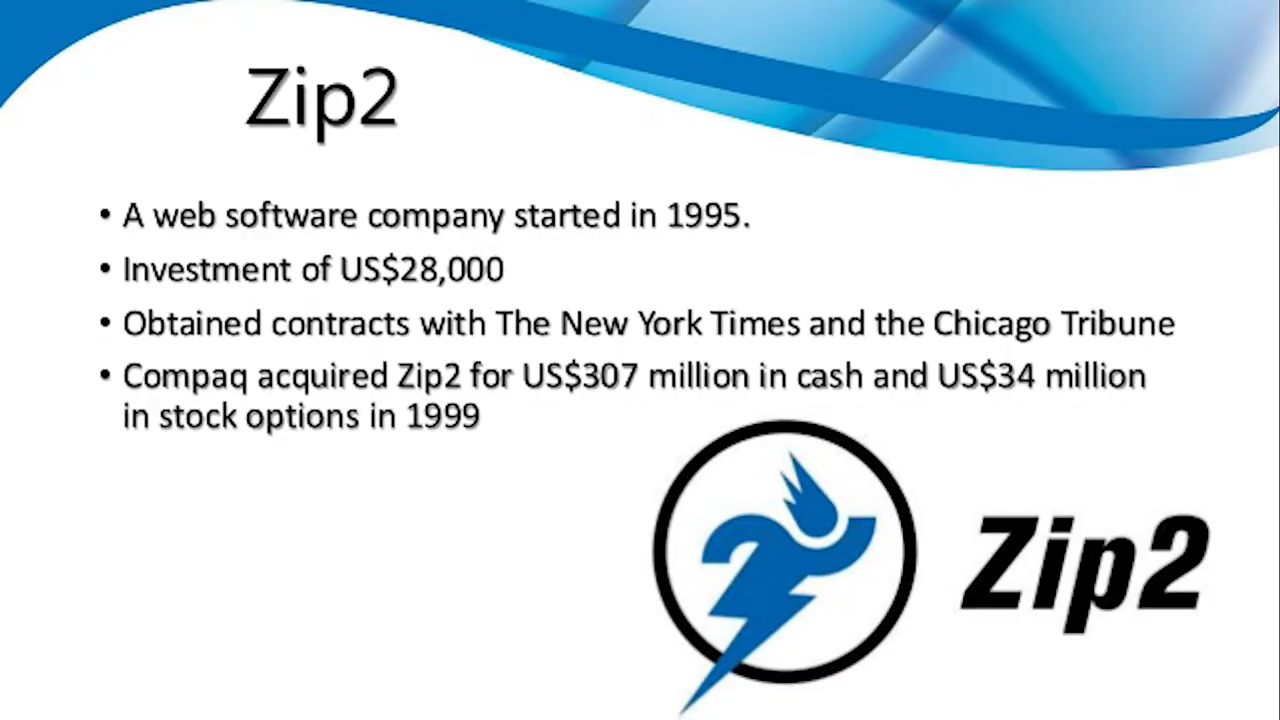 Zip2
• A web software company started in 1995.
• Investment of US$28,000
• Obtained contracts with The New York Times and the Chicago Tribune
• Compaq acquired Zip2 for US$307 million in cash and US$34 million
in stock options in 1999
Zip2